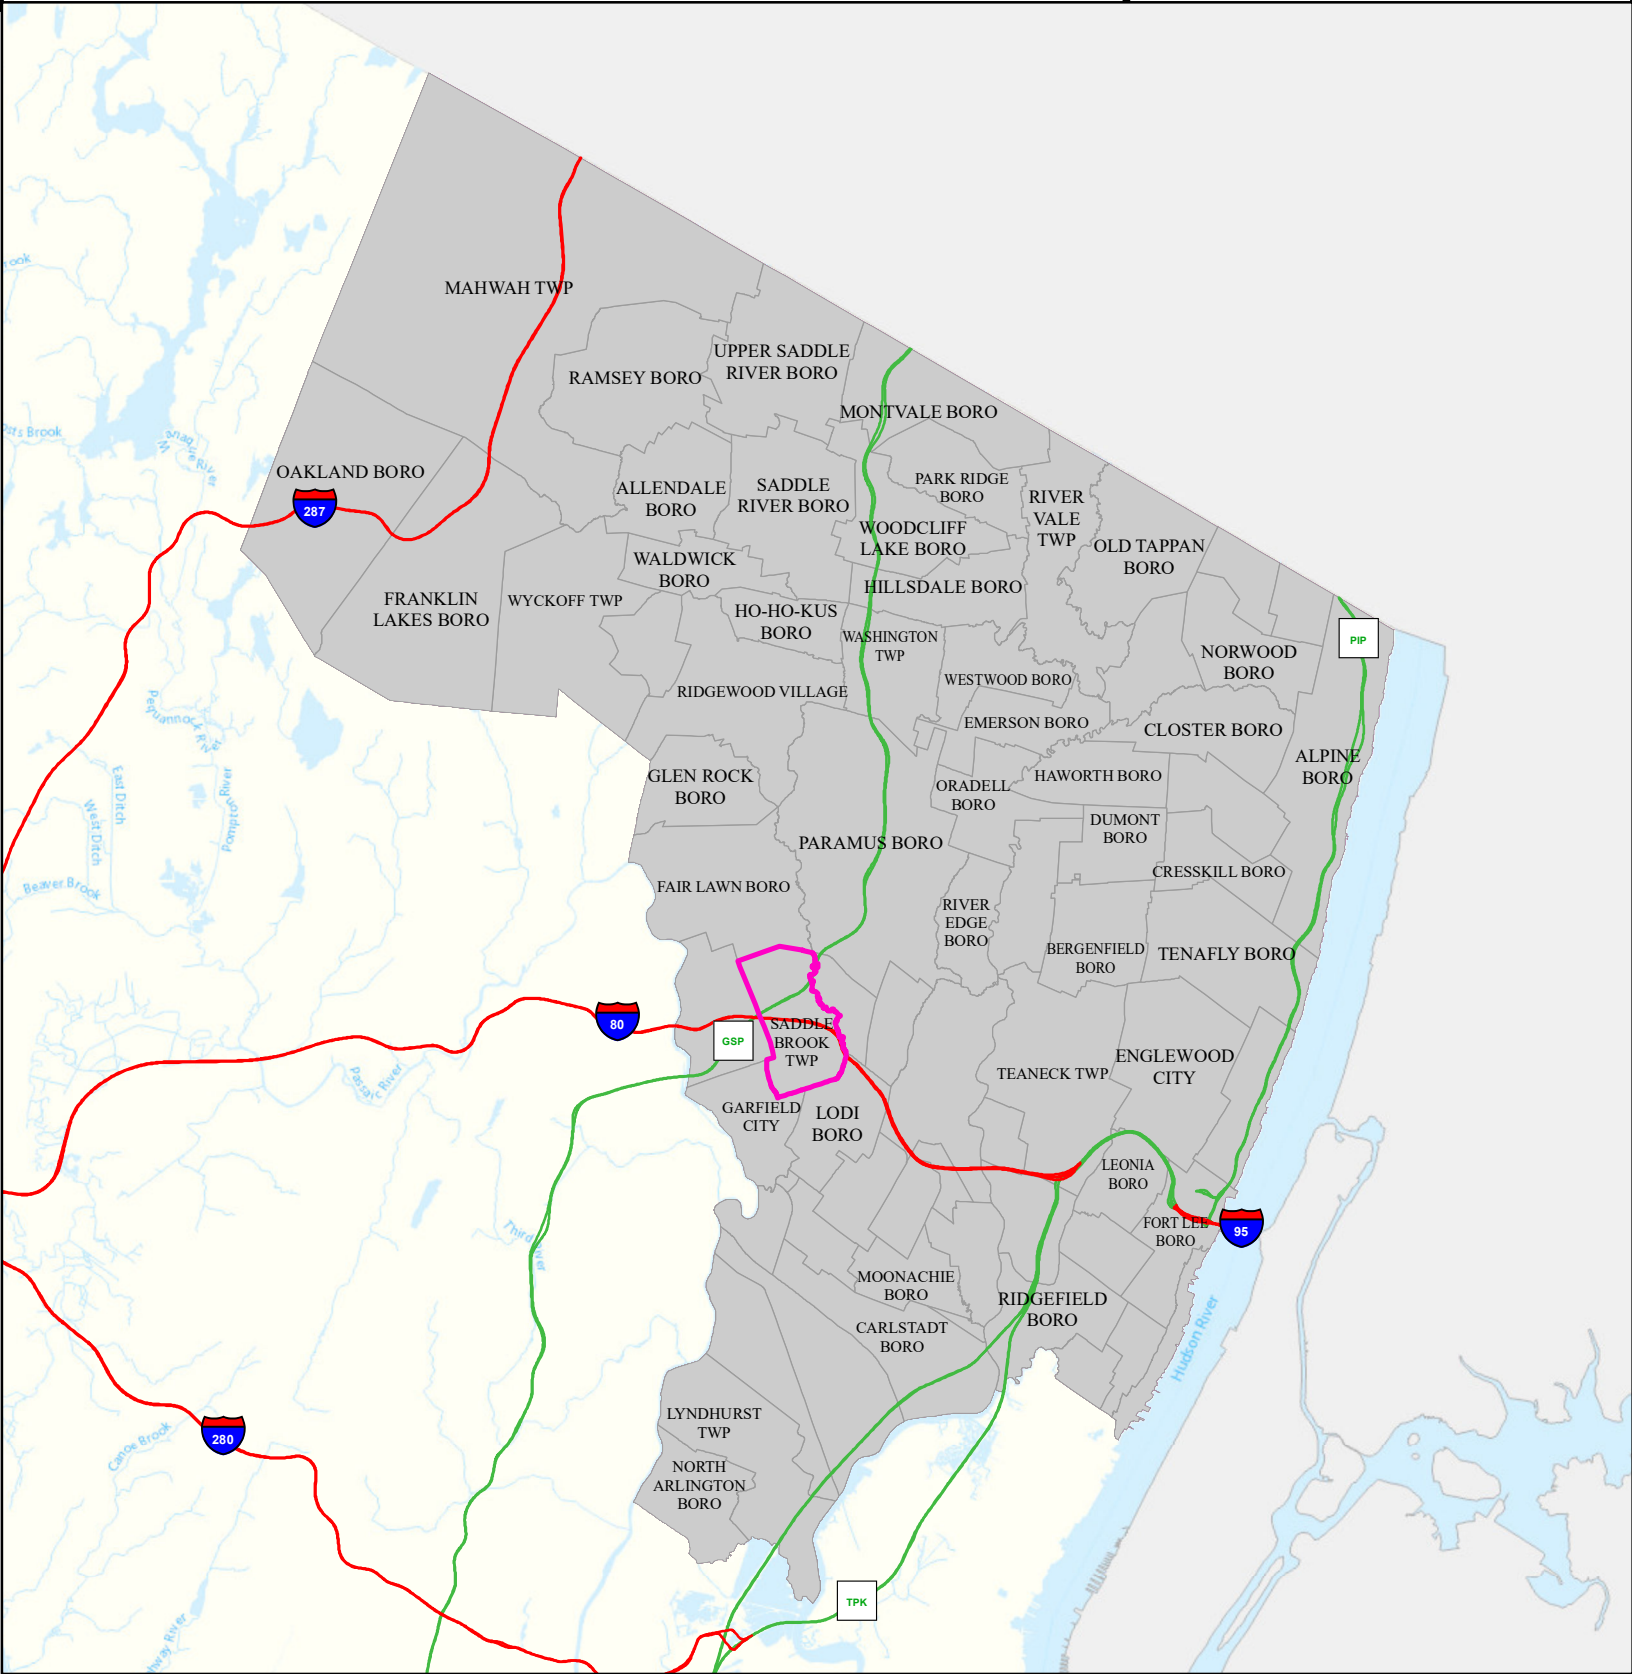 MAHWAH TWP
UPPER SADDLE
RIVER BORO
RAMSEY BORO
MONTVALE BORO
OAKLAND BORO
287
ALLENDALE
BORO
SADDLE
RIVER BORO
PARK RIDGE
BORO
RIVER
VALE
TWP
WOODCLIFF
LAKE BORO
OLD TAPPAN
BORO
WALDWICK
BORO
HILLSDALE BORO
FRANKLIN
LAKES BORO
WYCKOFF TWP
HO-HO-KUS
BORO
WASHINGTON
TWP
PIP
NORWOOD
BORO
WESTWOOD BORO
RIDGEWOOD VILLAGE
EMERSON BORO
CLOSTER BORO
ALPINE
BORO
GLEN ROCK
BORO
ORADELL
BORO
HAWORTH BORO
DUMONT
BORO
PARAMUS BORO
CRESSKILL BORO
FAIR LAWN BORO
RIVER
EDGE
BORO
BERGENFIELD
BORO
TENAFLY BORO
80
GSP
SADDLE
BROOK
TWP
TEANECK TWP
ENGLEWOOD
CITY
GARFIELD
CITY
LODI
BORO
LEONIA
BORO
FORT LEE
BORO
95
MOONACHIE
BORO
RIDGEFIELD
BORO
CARLSTADT
BORO
LYNDHURST
TWP
NORTH
ARLINGTON
BORO
280
TPK
Hudson River
Brook
East Ditch
West Ditch
Pompton River
Beaver Brook
Passaic River
Canoe Brook